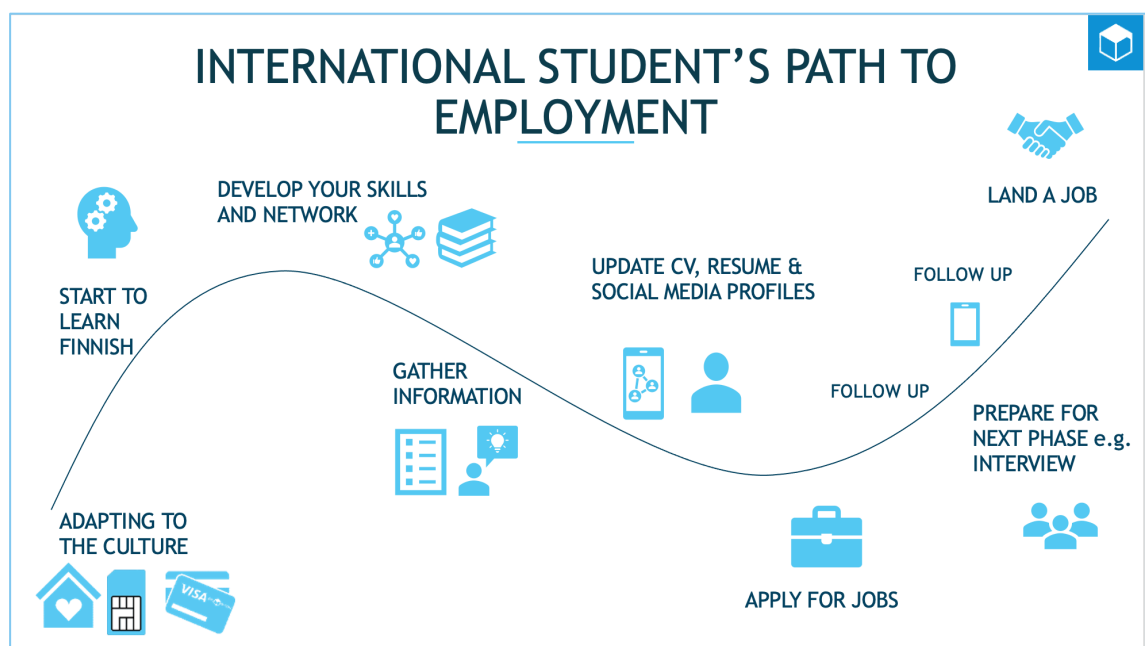 INTERNATIONAL STUDENT’S PATH TO
EMPLOYMENT
ADAPTING TO
THE CULTURE
VISA
START TO
LEARN
FINNISH
DEVELOP YOUR SKILLS
AND NETWORK
GATHER
INFORMATION
UPDATE CV, RESUME &
SOCIAL MEDIA PROFILES
APPLY FOR JOBS
FOLLOW UP
FOLLOW UP
PREPARE FOR
NEXT PHASE e.g.
INTERVIEW
LAND A JOB